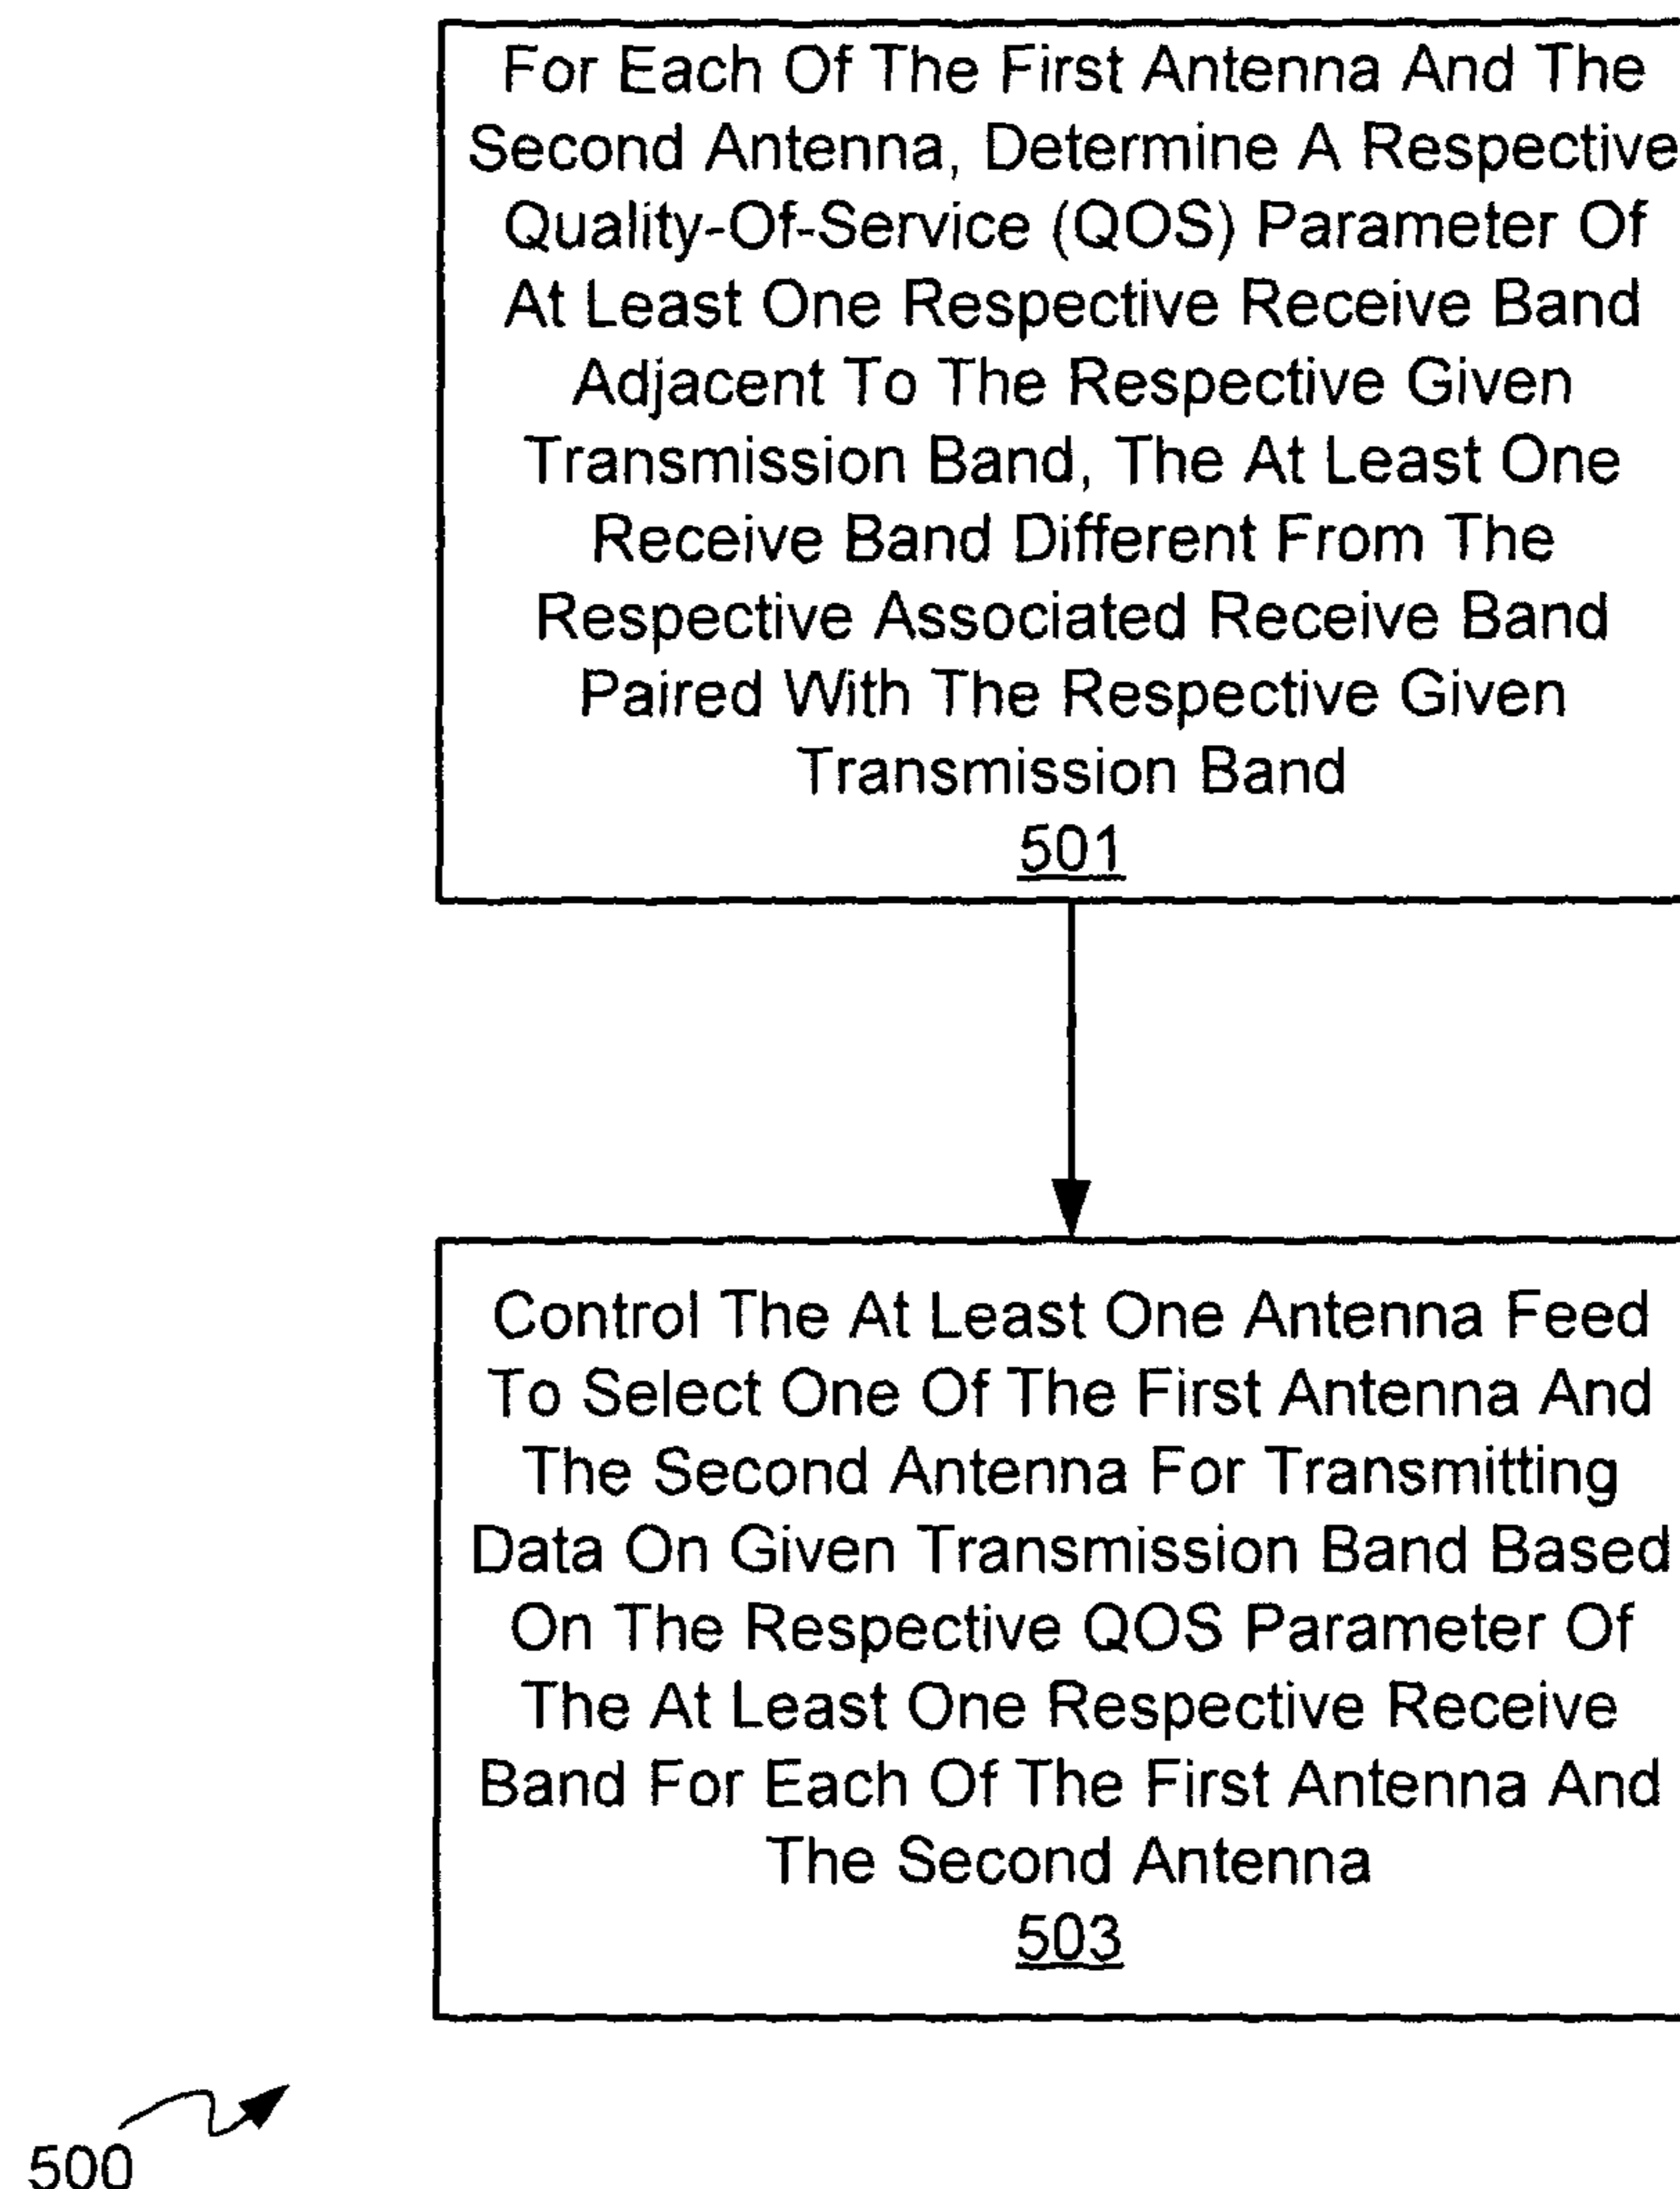 For Each Of The First Antenna And The
Second Antenna, Determine A Respective
Quality-Of-Service (QOS) Parameter Of
At Least One Respective Receive Band
Adjacent To The Respective Given
Transmission Band, The At Least One
Receive Band Different From The
Respective Associated Receive Band
Paired With The Respective Given
Transmission Band
501
Control The At Least One Antenna Feed
To Select One Of The First Antenna And
The Second Antenna For Transmitting
Data On Given Transmission Band Based
On The Respective QOS Parameter Of
The At Least One Respective Receive
Band For Each Of The First Antenna And
The Second Antenna
503
500